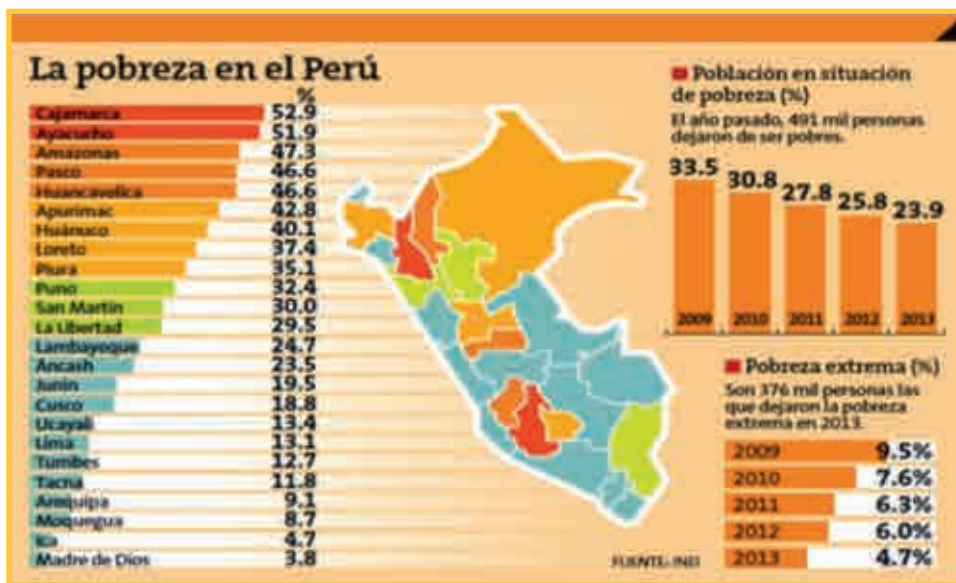 La pobreza en el Perú
%
Cajamarca 52.9
Ayacucho 51.9
Amazonas 47.3
Pasco 46.6
Huancavelica 46.6
Apurimac 42.8
Huánuco 40.1
Loreto 37.4
Piura 35.1
Puno 32.4
San Martín 30.0
La Libertad 29.5
Lambayeque 24.7
Ancash 23.5
Junín 19.5
Cusco 18.8
Ucayali 13.4
Lima 13.1
Tumbes 12.7
Tacna 11.8
Arequipa 9.1
Moquegua 8.7
Ica 4.7
Madre de Dios 3.8
Población en situación
de pobreza (%)
El año pasado, 491 mil personas
dejaron de ser pobres.
33.5 30.8 27.8 25.8 23.9
2009 2010 2011 2012 2013
Pobreza extrema (%)
Son 376 mil personas las
que dejaron la pobreza
extrema en 2013.
2009 9.5%
2010 7.6%
2011 6.3%
2012 6.0%
2013 4.7%
FUENTE: INEI